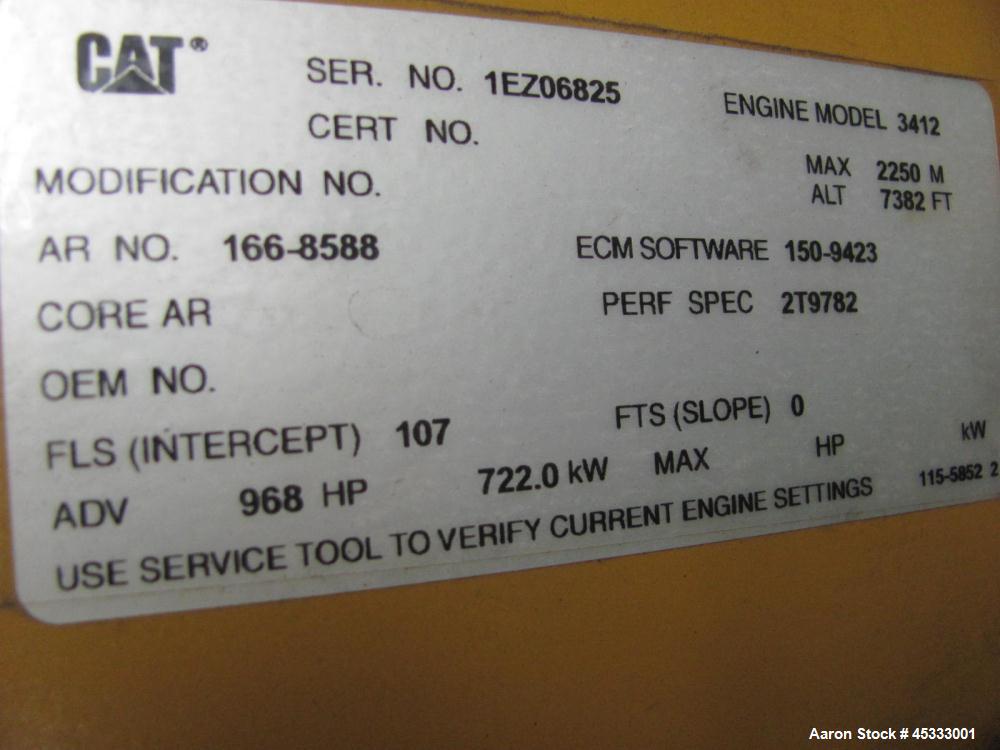 CAT®
SER. NO. 1EZ06825
ENGINE MODEL 3412
CERT NO.
MAX ALT 2250 M
7382 FT
MODIFICATION NO.
AR NO. 166-8588
ECM SOFTWARE 150-9423
CORE AR
PERF SPEC 2T9782
OEM NO.
FLS (INTERCEPT) 107
FTS (SLOPE) 0
ADV 968 HP 722.0 kW MAX HP kW
USE SERVICE TOOL TO VERIFY CURRENT ENGINE SETTINGS
115-5852 2
Aaron Stock # 45333001